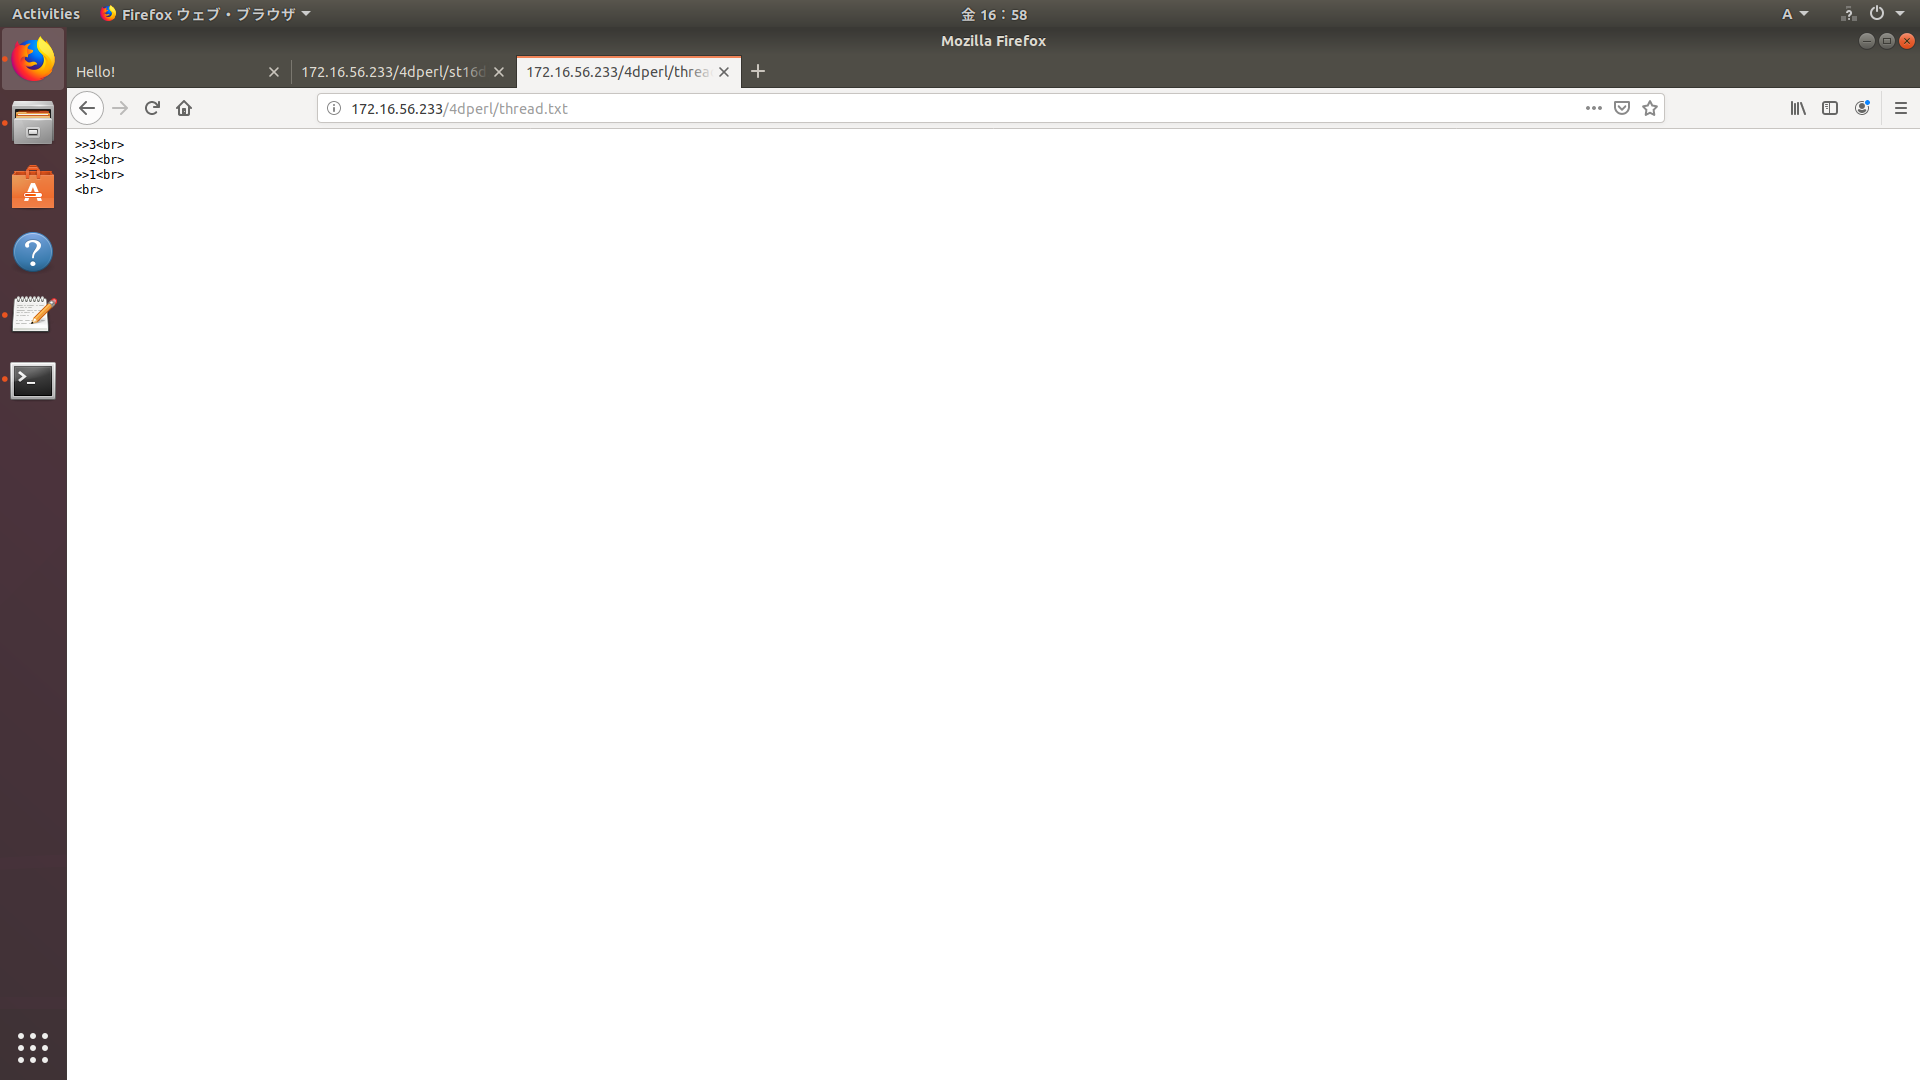 Activities
Firefox ウェブ・ブラウザ
金 16：58
A
Mozilla Firefox
Hello!
172.16.56.233/4dperl/st16d
172.16.56.233/4dperl/threa
172.16.56.233/4dperl/thread.txt
>>3<br>
>>2<br>
>>1<br>
<br>